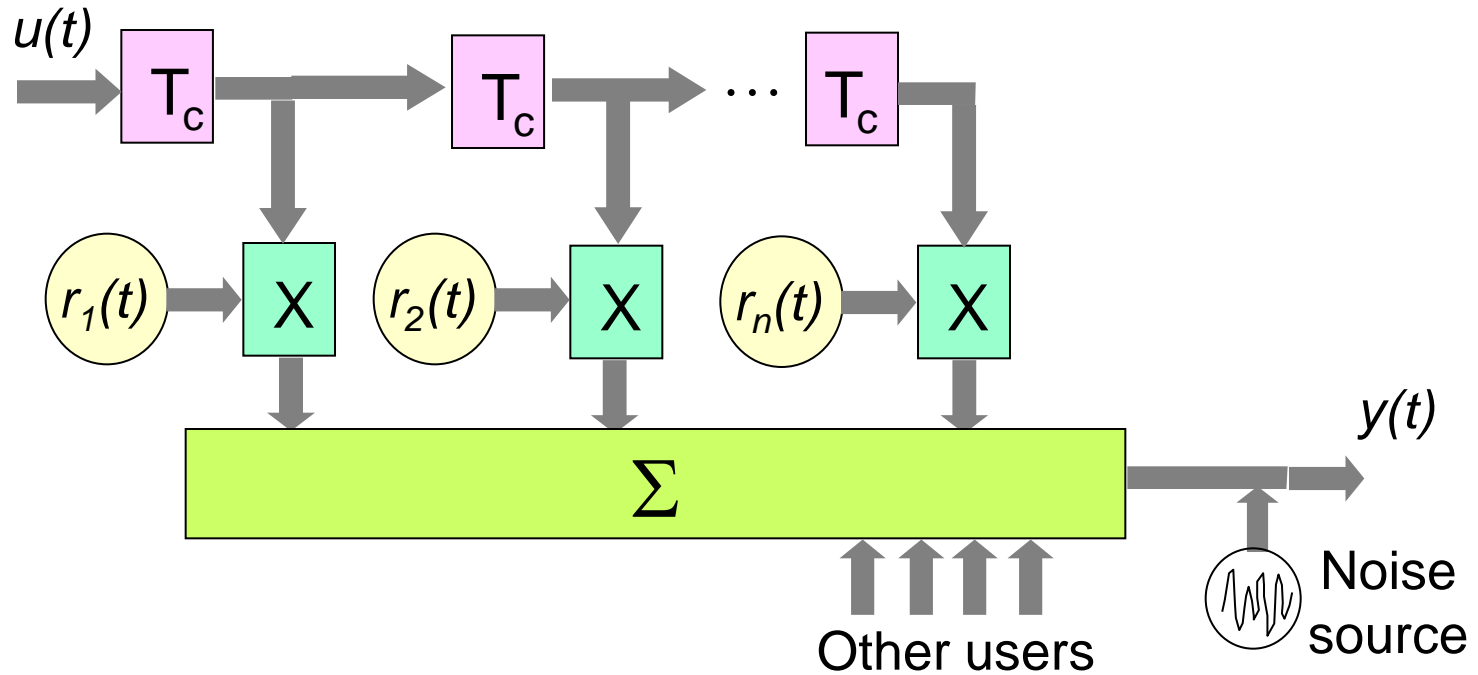 u(t)
Tc Tc ... Tc
r1(t) X r2(t) X rn(t) X
y(t)
Σ
Noise
source
Other users